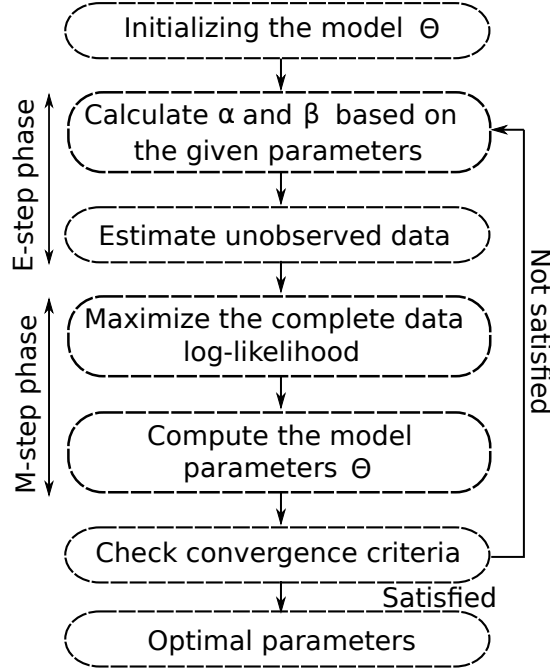 Initializing the model Θ
Calculate α and β based on
the given parameters
E-step phase
Estimate unobserved data
Maximize the complete data
log-likelihood
M-step phase
Compute the model
parameters Θ
Not satisfied
Check convergence criteria
Satisfied
Optimal parameters